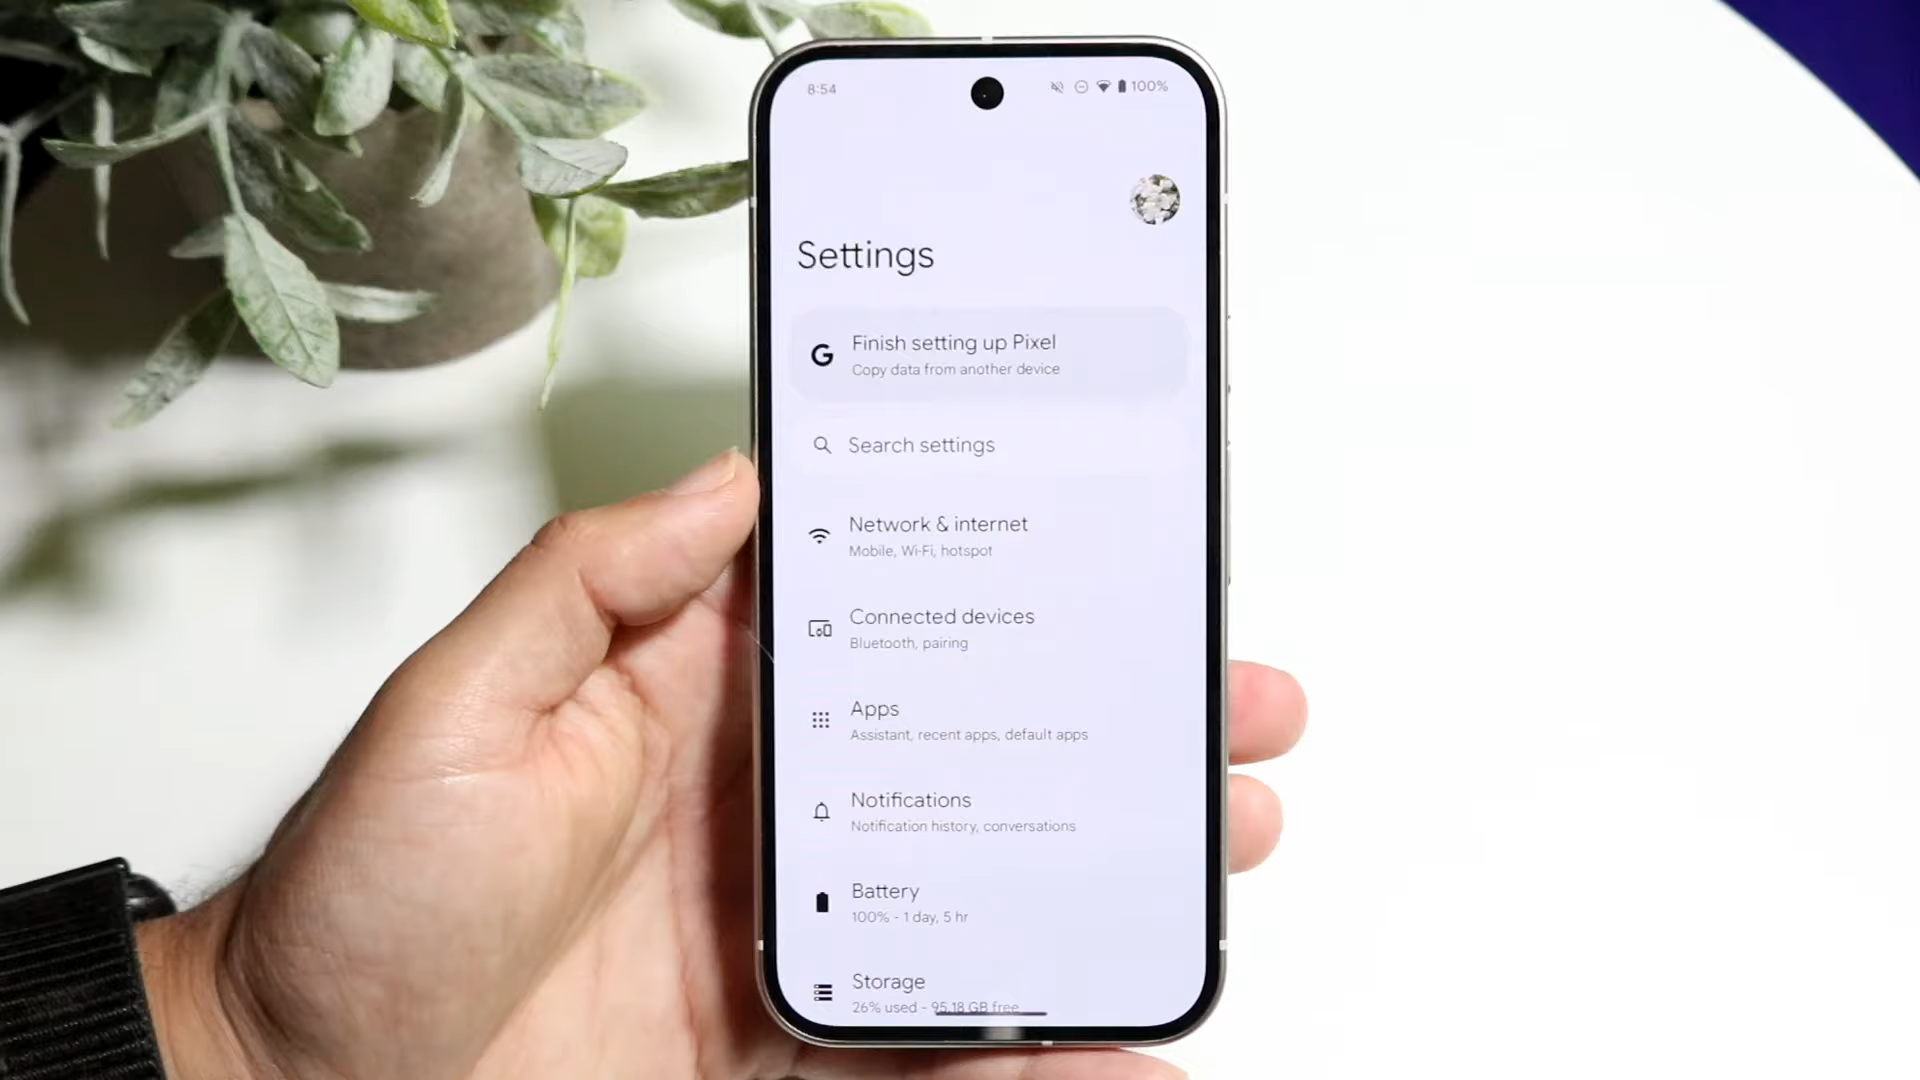 8:54 100%
Settings
Finish setting up Pixel
Copy data from another device
Search settings
Network & internet
Mobile, Wi-Fi, hotspot
Connected devices
Bluetooth, pairing
Apps
Assistant, recent apps, default apps
Notifications
Notification history, conversations
Battery
100% - 1 day, 5 hr
Storage
26% used - 95.18 GB free